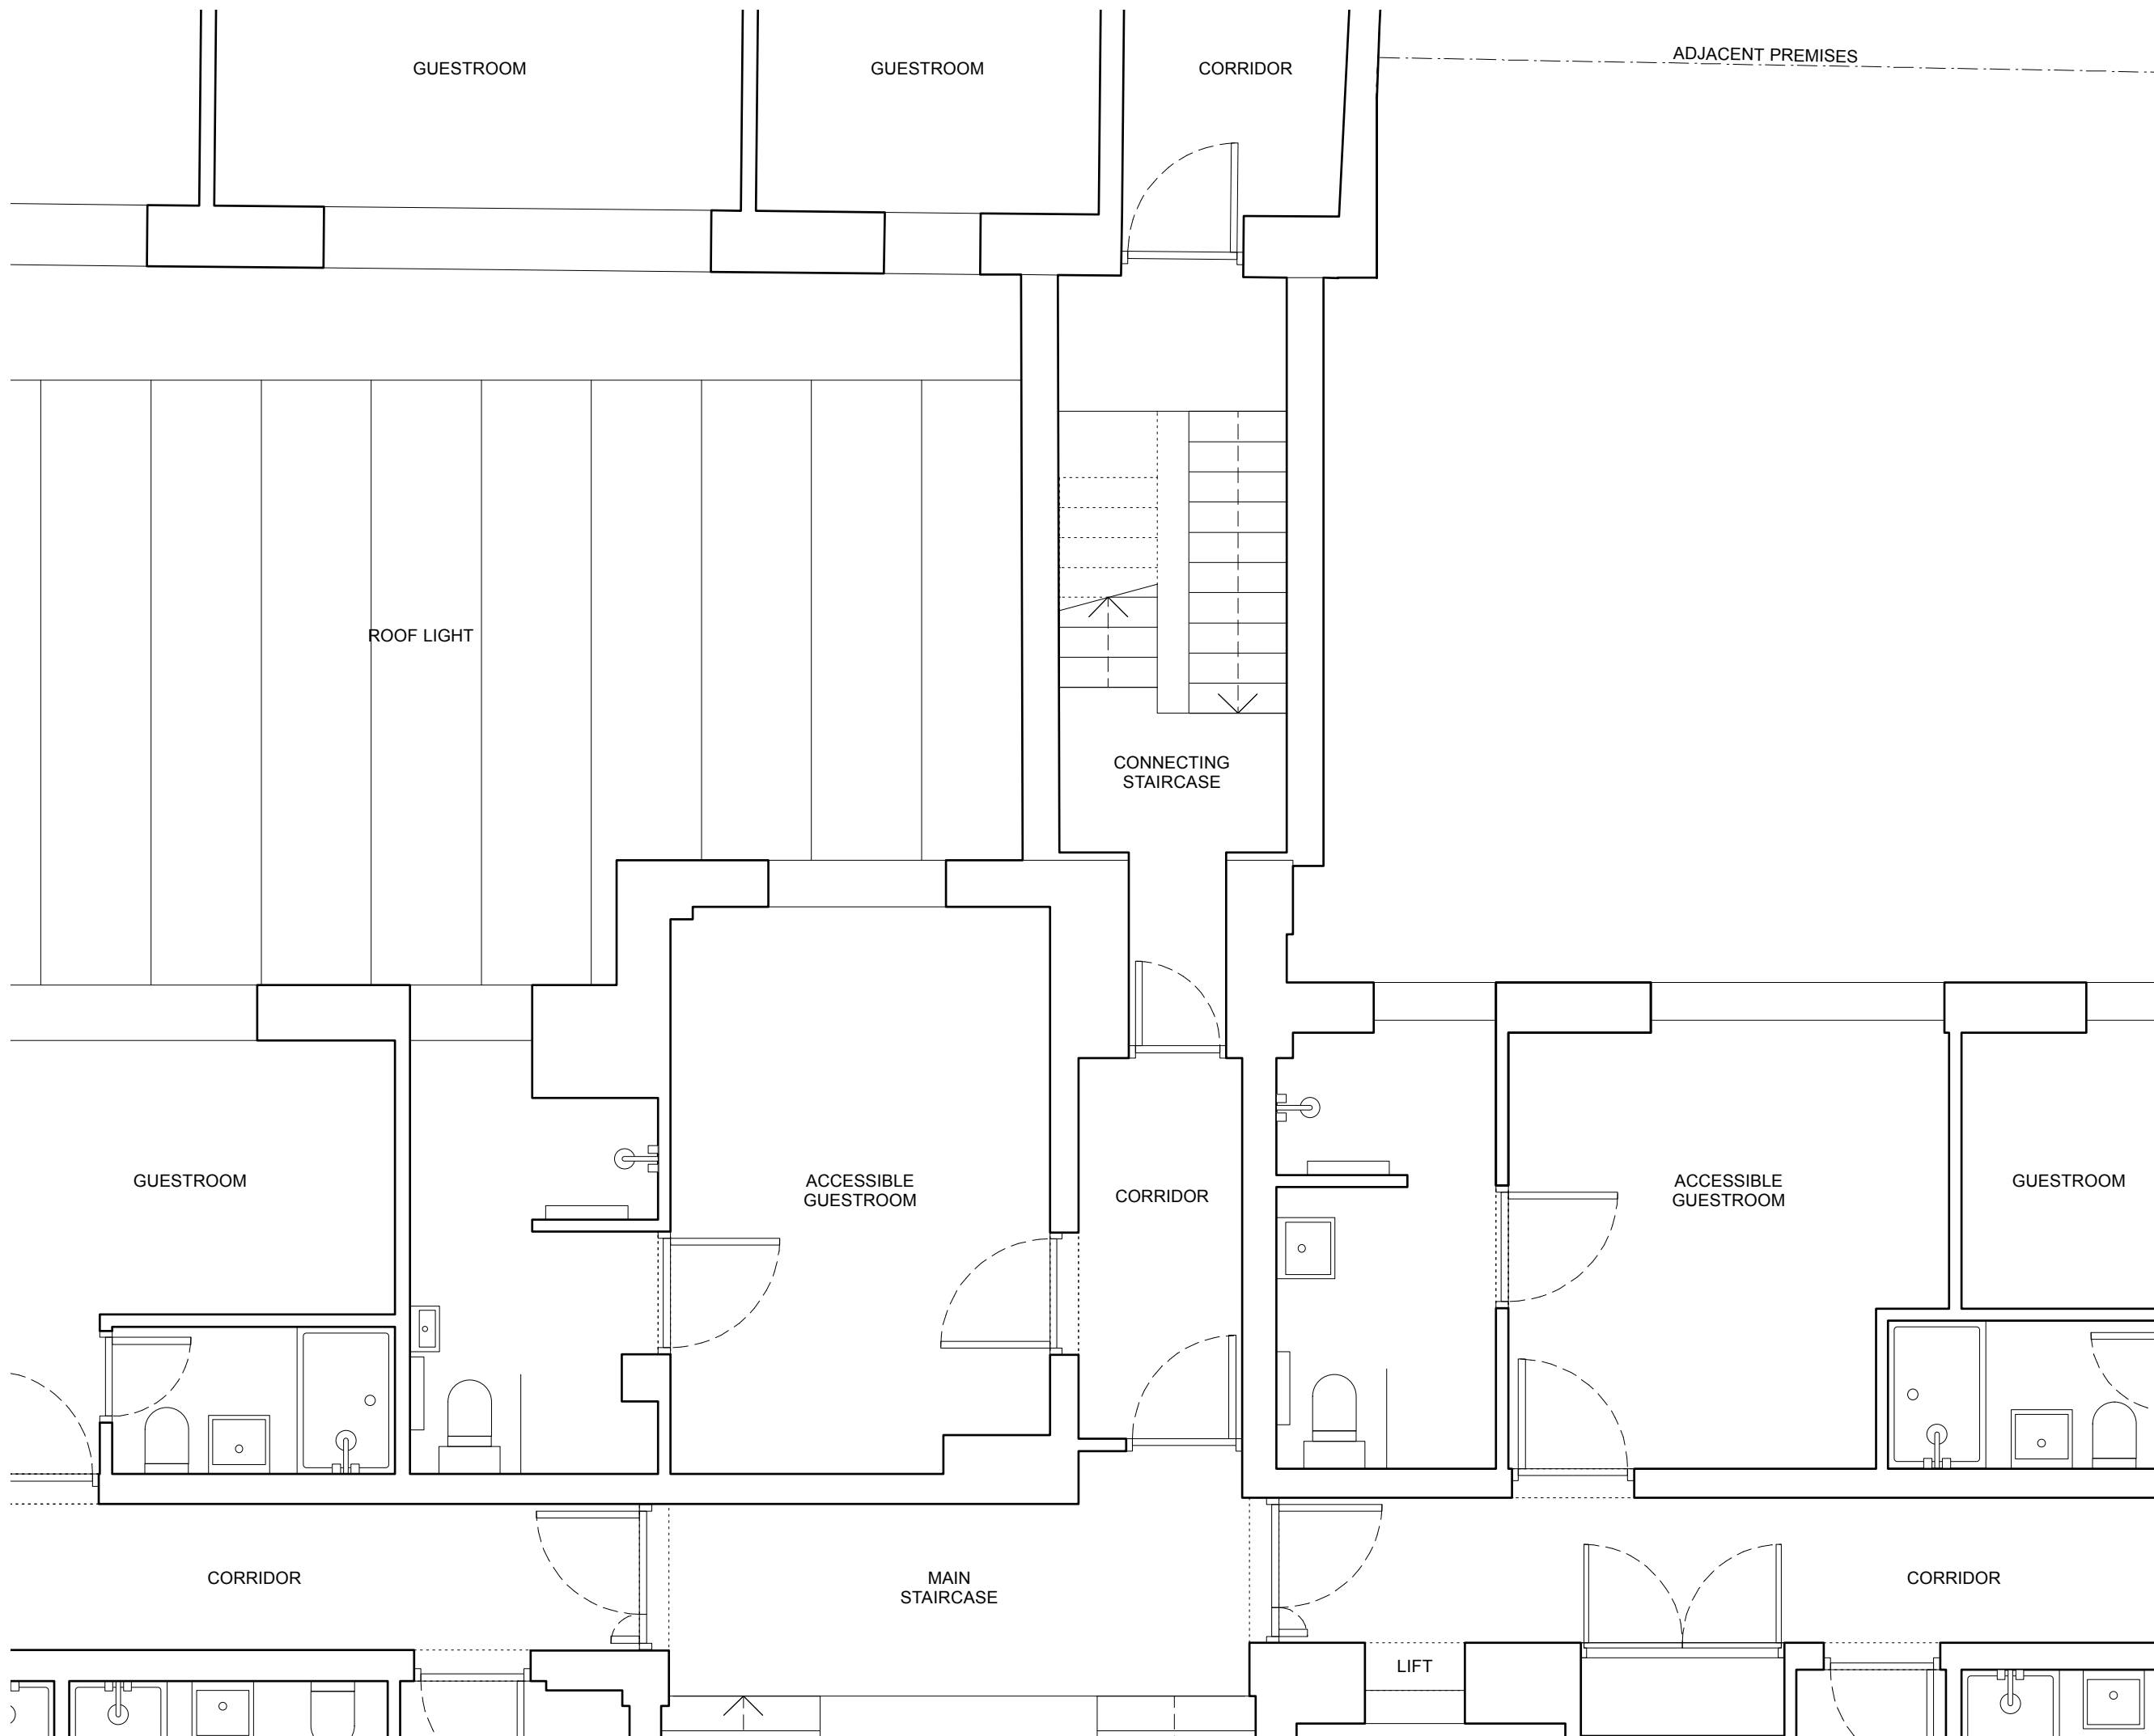 GUESTROOM
GUESTROOM
CORRIDOR
ADJACENT PREMISES
ROOF LIGHT
CONNECTING
STAIRCASE
GUESTROOM
ACCESSIBLE
GUESTROOM
CORRIDOR
ACCESSIBLE
GUESTROOM
GUESTROOM
CORRIDOR
MAIN
STAIRCASE
CORRIDOR
LIFT